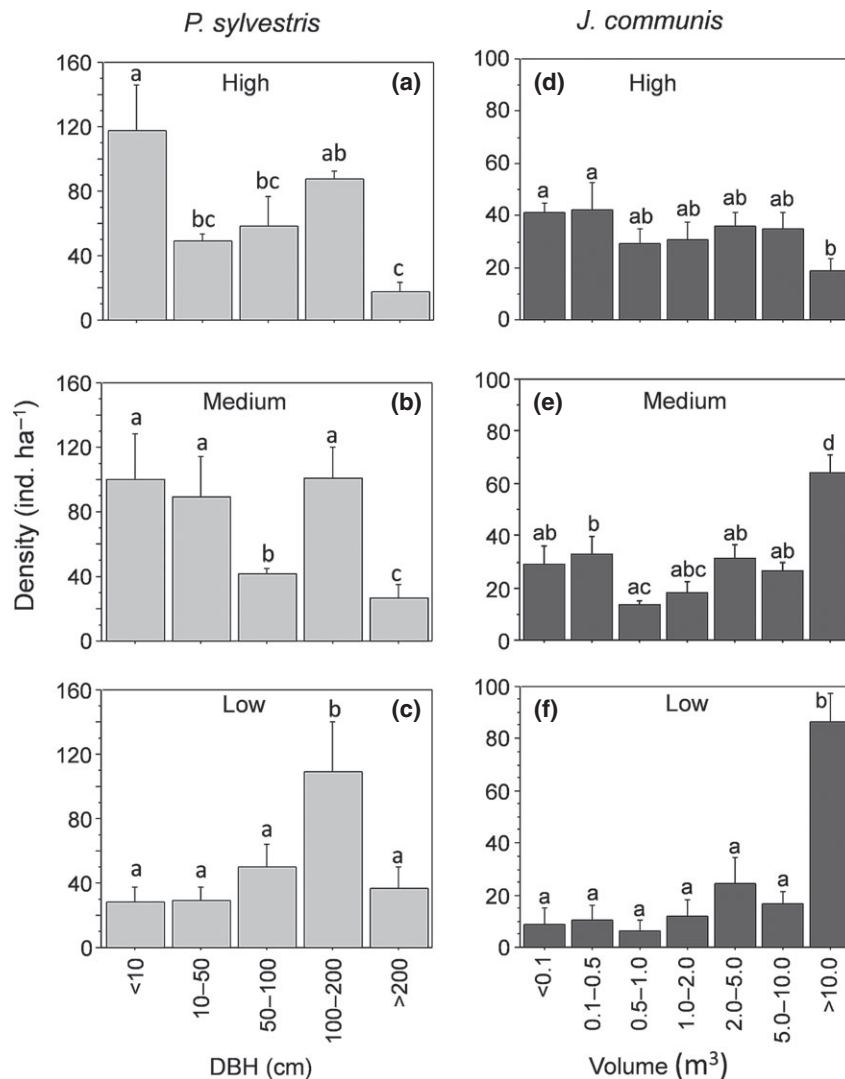 P. sylvestris
J. communis
160
120
80
40
0
High
(a)
a
bc
bc
ab
c
100
80
60
40
20
0
(d)
High
a
a
ab
ab
ab
ab
b
Density (ind. ha⁻¹)
160
120
80
40
0
Medium
(b)
a
a
b
a
c
100
80
60
40
20
0
(e)
Medium
ab
b
ac
abc
ab
ab
d
160
120
80
40
0
Low
(c)
a
a
a
b
a
100
80
60
40
20
0
(f)
Low
a
a
a
a
a
a
b
<10
10–50
50–100
100–200
>200
DBH (cm)
<0.1
0.1–0.5
0.5–1.0
1.0–2.0
2.0–5.0
5.0–10.0
>10.0
Volume (m³)